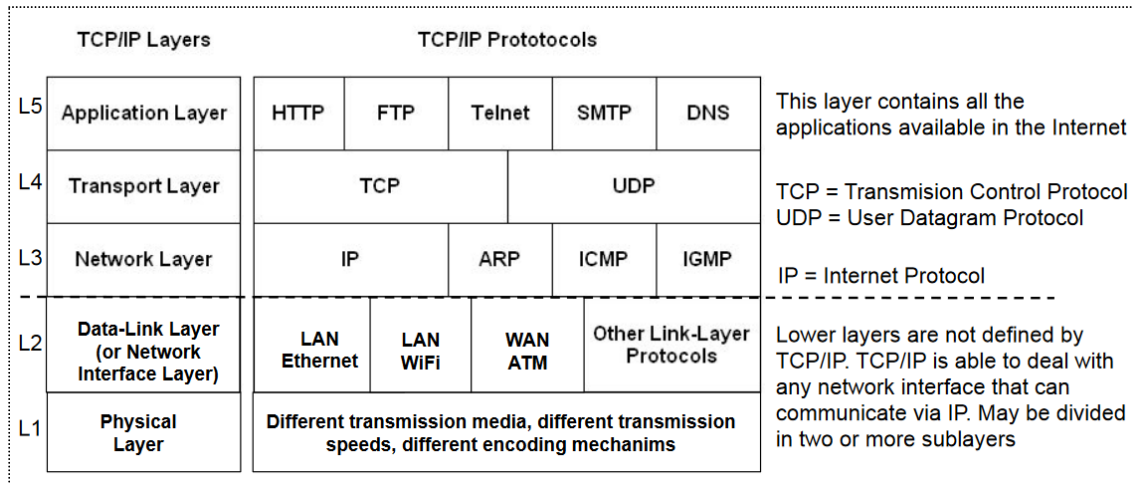 TCP/IP Layers TCP/IP Prototocols
L5 Application Layer HTTP FTP Telnet SMTP DNS
This layer contains all the
applications available in the Internet
L4 Transport Layer TCP UDP
TCP = Transmision Control Protocol
UDP = User Datagram Protocol
L3 Network Layer IP ARP ICMP IGMP
IP = Internet Protocol
L2
Data-Link Layer
(or Network
Interface Layer)
LAN
Ethernet
LAN
WiFi
WAN
ATM
Other Link-Layer
Protocols
Lower layers are not defined by
TCP/IP. TCP/IP is able to deal with
any network interface that can
communicate via IP. May be divided
in two or more sublayers
L1
Physical
Layer
Different transmission media, different transmission
speeds, different encoding mechanims